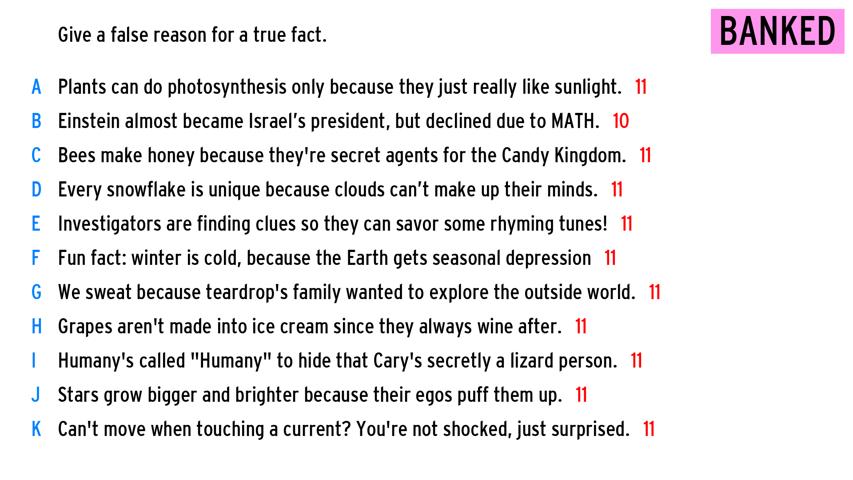 Give a false reason for a true fact.
BANKED
A Plants can do photosynthesis only because they just really like sunlight. 11
B Einstein almost became Israel’s president, but declined due to MATH. 10
C Bees make honey because they're secret agents for the Candy Kingdom. 11
D Every snowflake is unique because clouds can’t make up their minds. 11
E Investigators are finding clues so they can savor some rhyming tunes! 11
F Fun fact: winter is cold, because the Earth gets seasonal depression 11
G We sweat because teardrop's family wanted to explore the outside world. 11
H Grapes aren't made into ice cream since they always wine after. 11
I Humany's called "Humany" to hide that Cary's secretly a lizard person. 11
J Stars grow bigger and brighter because their egos puff them up. 11
K Can't move when touching a current? You're not shocked, just surprised. 11